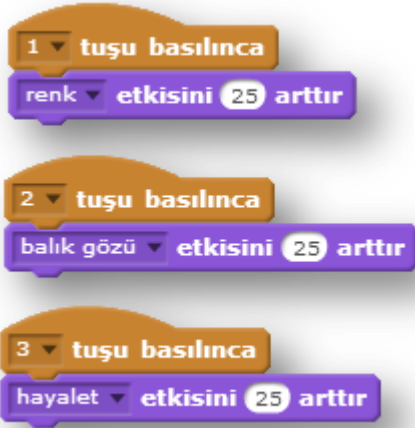 1 tuşu basılınca
renk etkisini 25 arttır
2 tuşu basılınca
balık gözü etkisini 25 arttır
3 tuşu basılınca
hayalet etkisini 25 arttır